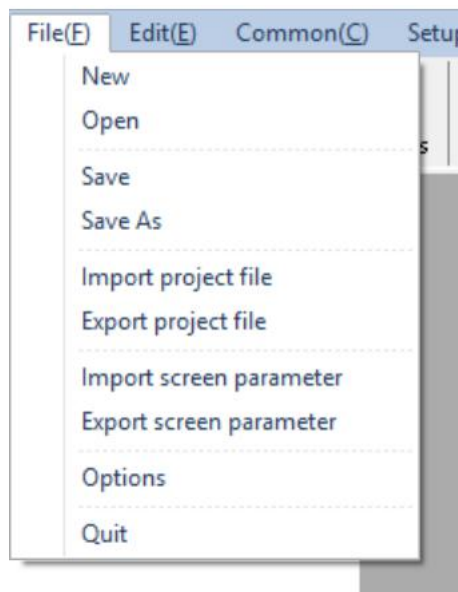 File(F) Edit(E) Common(C) Setup
New
Open
s
Save
Save As
Import project file
Export project file
Import screen parameter
Export screen parameter
Options
Quit